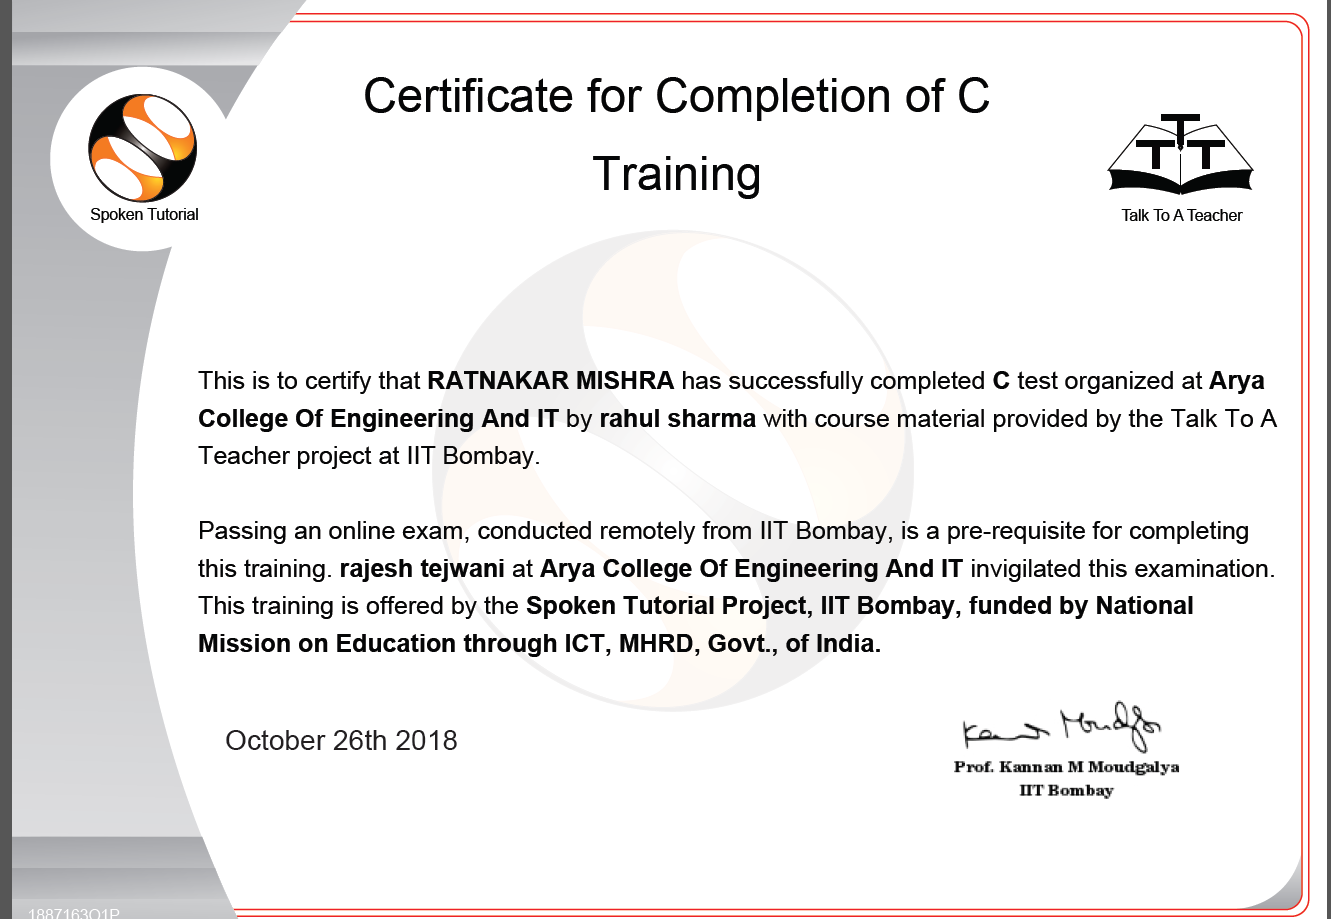 Certificate for Completion of C
Training
Spoken Tutorial
T T T
Talk To A Teacher
This is to certify that RATNAKAR MISHRA has successfully completed C test organized at Arya
College Of Engineering And IT by rahul sharma with course material provided by the Talk To A
Teacher project at IIT Bombay.
Passing an online exam, conducted remotely from IIT Bombay, is a pre-requisite for completing
this training. rajesh tejwani at Arya College Of Engineering And IT invigilated this examination.
This training is offered by the Spoken Tutorial Project, IIT Bombay, funded by National
Mission on Education through ICT, MHRD, Govt., of India.
October 26th 2018
Prof. Kannan M Moudgalya
IIT Bombay
1887163O1P